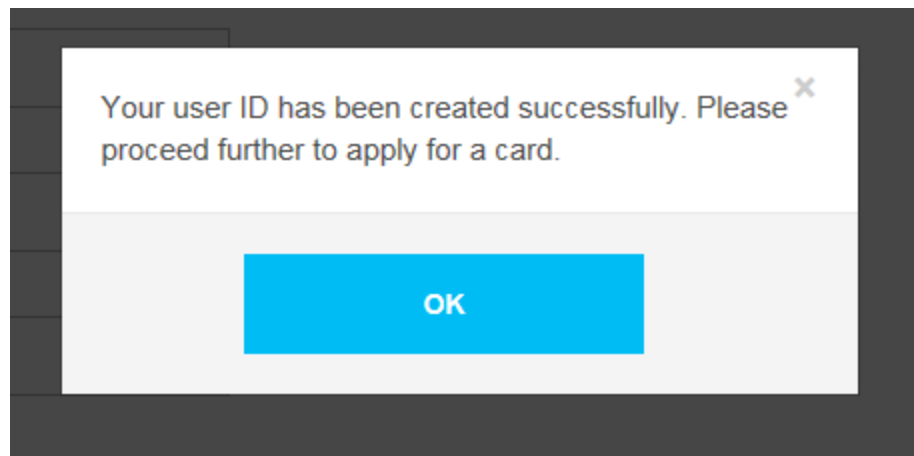 Your user ID has been created successfully. Please
proceed further to apply for a card.
OK